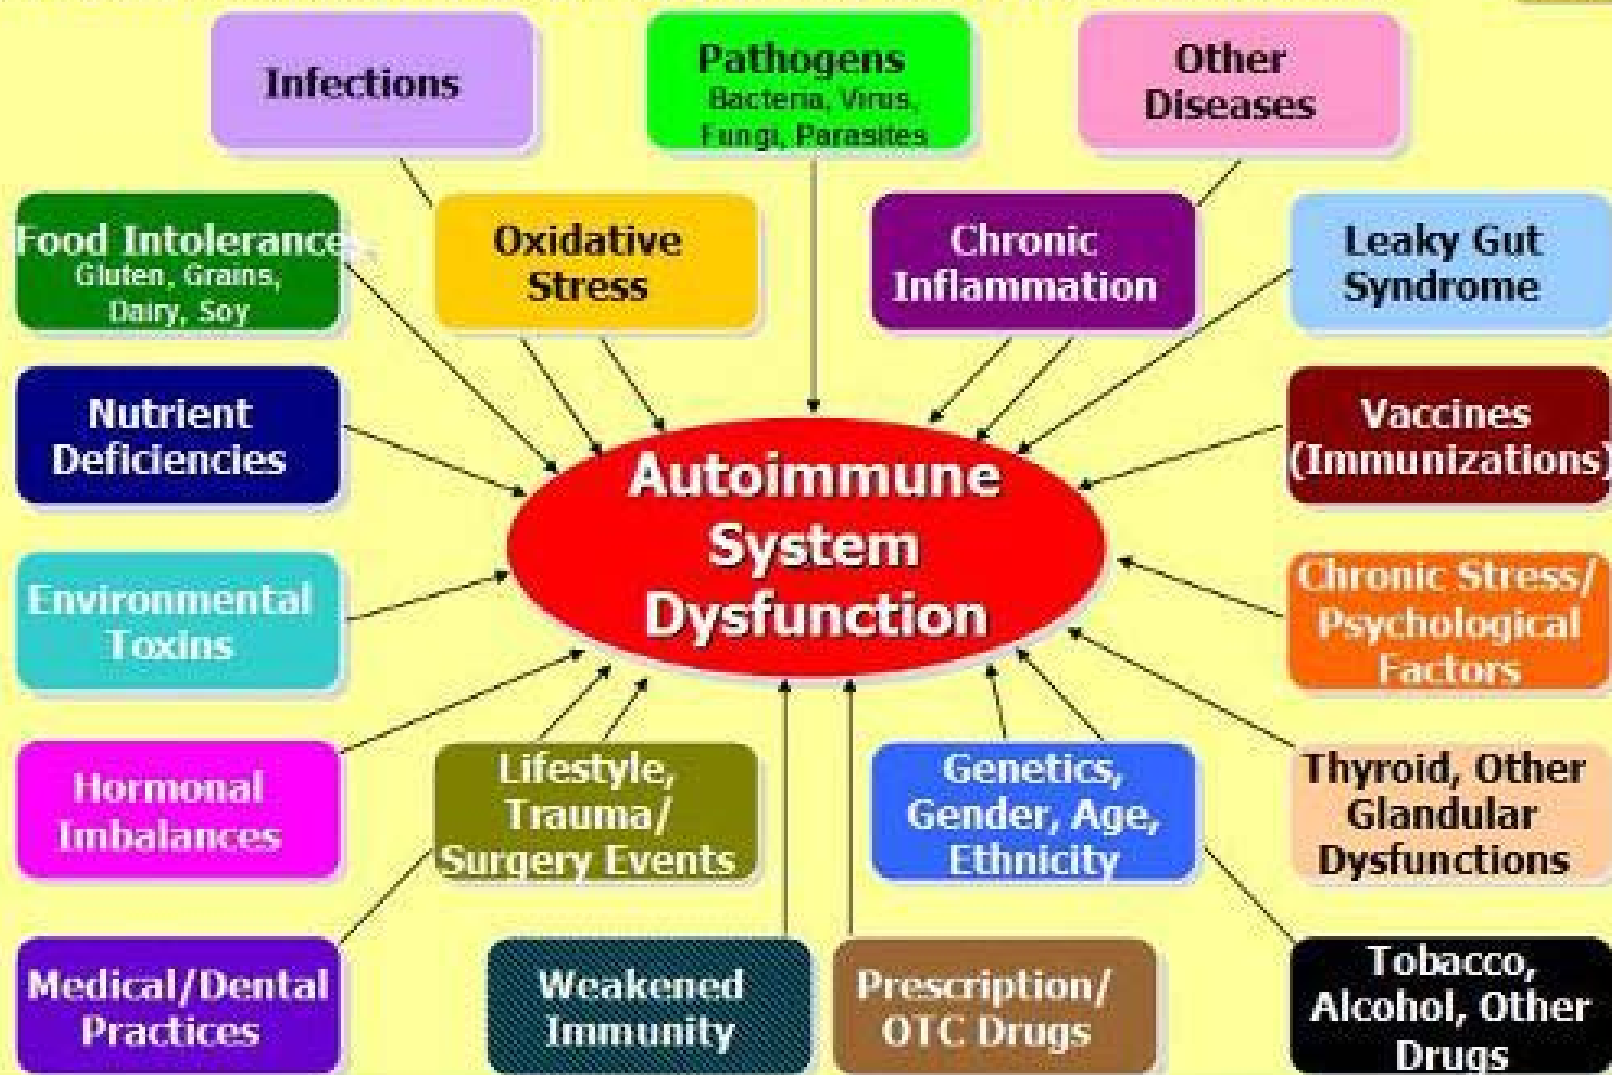 Infections
Pathogens
Bacteria, Virus,
Fungi, Parasites
Other
Diseases
Food Intolerance
Gluten, Grains,
Dairy, Soy
Oxidative
Stress
Chronic
Inflammation
Leaky Gut
Syndrome
Nutrient
Deficiencies
Vaccines
(Immunizations)
Autoimmune
System
Dysfunction
Environmental
Toxins
Chronic Stress/
Psychological
Factors
Hormonal
Imbalances
Lifestyle,
Trauma/
Surgery Events
Genetics,
Gender, Age,
Ethnicity
Thyroid, Other
Glandular
Dysfunctions
Medical/Dental
Practices
Weakened
Immunity
Prescription/
OTC Drugs
Tobacco,
Alcohol, Other
Drugs